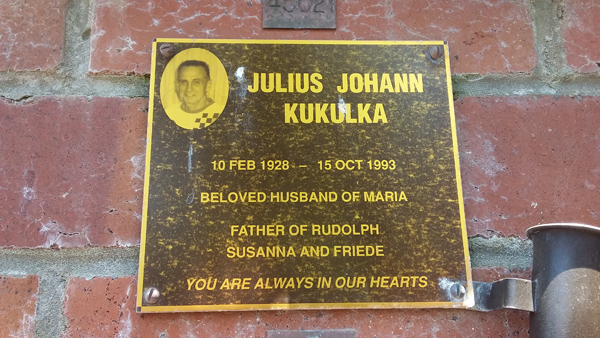 JULIUS JOHANN
KUKULKA
10 FEB 1928 – 15 OCT 1993
BELOVED HUSBAND OF MARIA
FATHER OF RUDOLPH
SUSANNA AND FRIEDE
YOU ARE ALWAYS IN OUR HEARTS